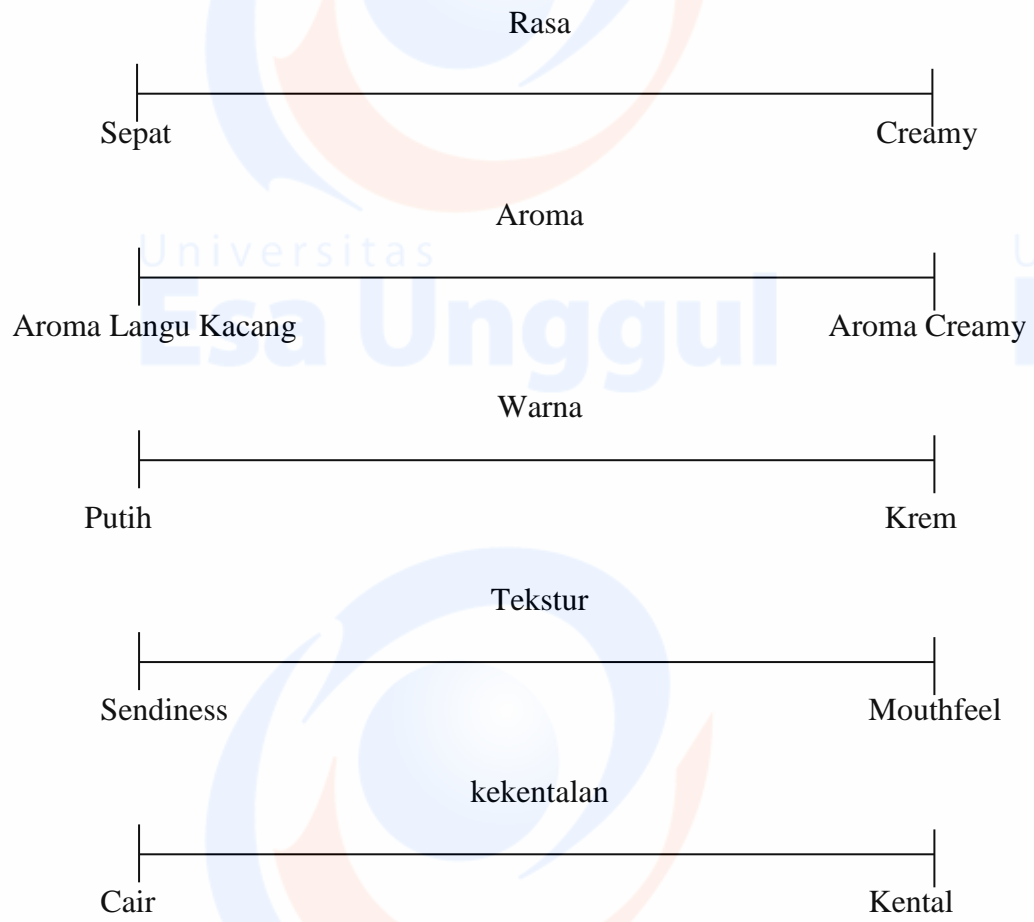 Rasa
Sepat Creamy
Aroma
Universitas
Esa Unggul
Aroma Langu Kacang Aroma Creamy
Warna
Putih Krem
Tekstur
Sendiness Mouthfeel
kekentalan
Cair Kental